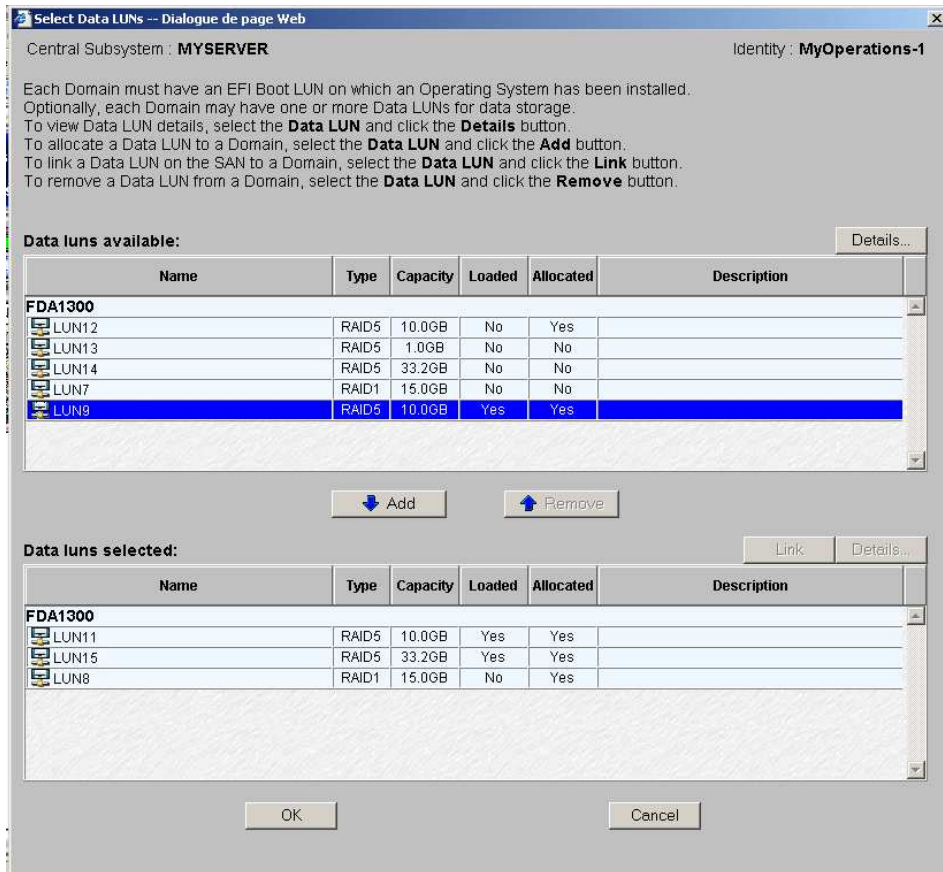 Select Data LUNs -- Dialogue de page Web
Central Subsystem : MYSERVER Identity : MyOperations-1
Each Domain must have an EFI Boot LUN on which an Operating System has been installed.
Optionally, each Domain may have one or more Data LUNs for data storage.
To view Data LUN details, select the Data LUN and click the Details button.
To allocate a Data LUN to a Domain, select the Data LUN and click the Add button.
To link a Data LUN on the SAN to a Domain, select the Data LUN and click the Link button.
To remove a Data LUN from a Domain, select the Data LUN and click the Remove button.
Data luns available: Details...
Name Type Capacity Loaded Allocated Description
FDA1300
LUN12 RAID5 10.0GB No Yes
LUN13 RAID5 1.0GB No No
LUN14 RAID5 33.2GB No No
LUN7 RAID1 15.0GB No No
LUN9 RAID5 10.0GB Yes Yes
Add Remove
Data luns selected: Link Details...
Name Type Capacity Loaded Allocated Description
FDA1300
LUN11 RAID5 10.0GB Yes Yes
LUN15 RAID5 33.2GB Yes Yes
LUN8 RAID1 15.0GB No Yes
OK Cancel